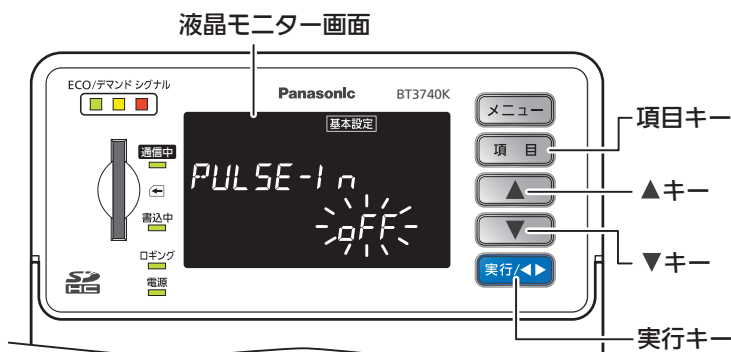 液晶モニター画面
ECO/デマンド シグナル
Panasonic BT3740K
基本設定
PULSE-In
oFF
通信中
書込中
ロギング
電源
SD HC
メニュー
項 目
▲
▼
実行/◀▶
項目キー
▲キー
▼キー
実行キー